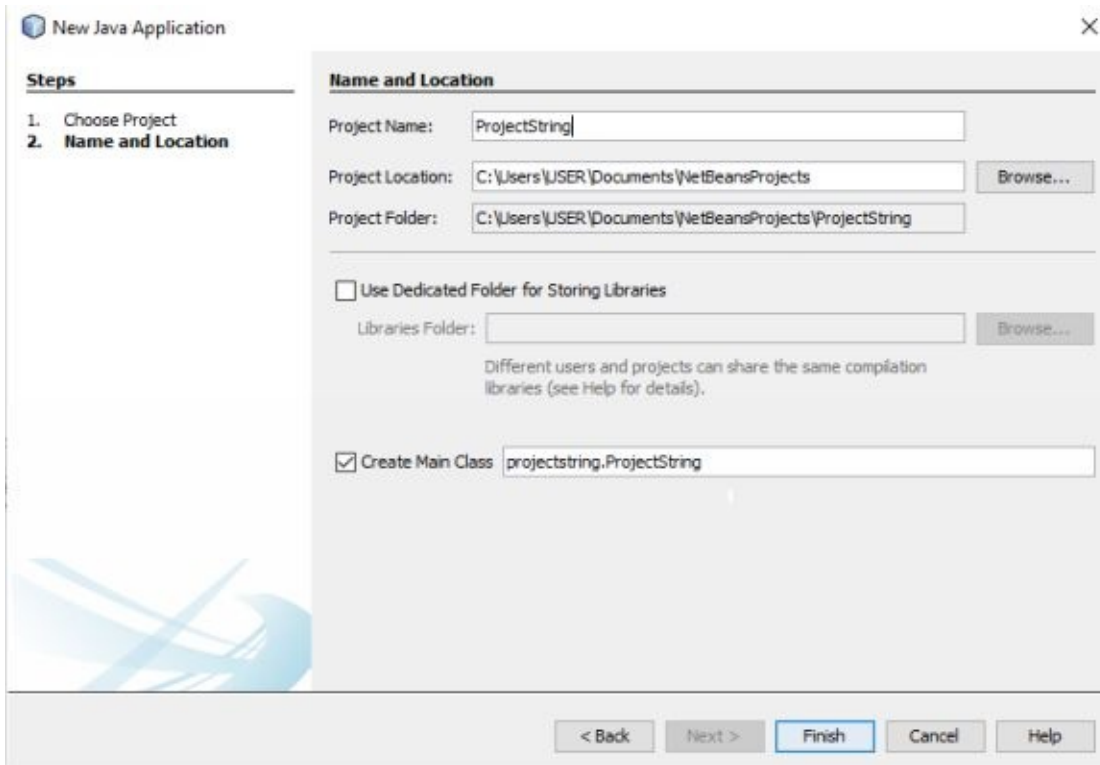 New Java Application
Steps
1. Choose Project
2. Name and Location
Name and Location
Project Name: ProjectString
Project Location: C:\Users\USER\Documents\NetBeansProjects Browse...
Project Folder: C:\Users\USER\Documents\NetBeansProjects\ProjectString
Use Dedicated Folder for Storing Libraries
Libraries Folder: Browse...
Different users and projects can share the same compilation
libraries (see Help for details).
Create Main Class projectstring.ProjectString
< Back Next > Finish Cancel Help